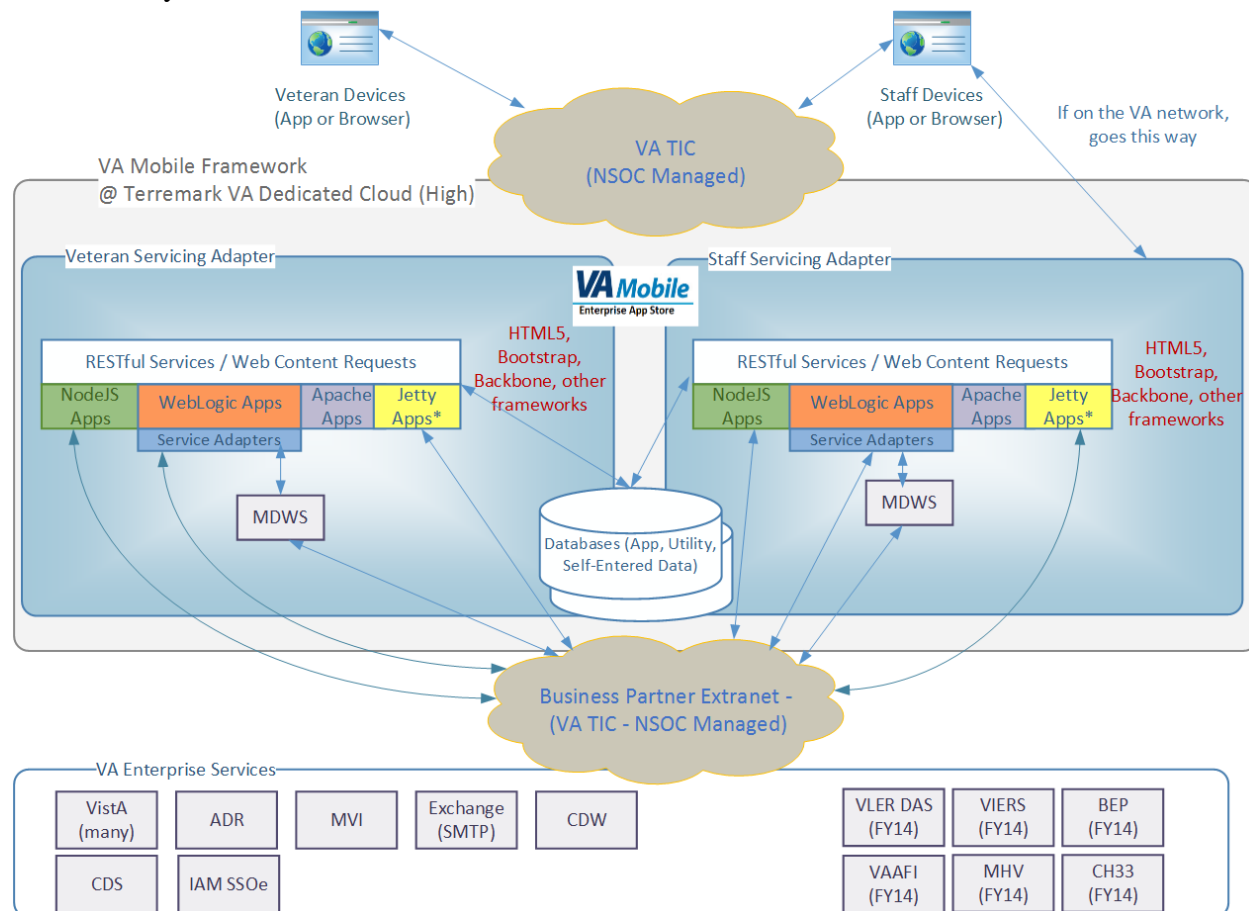 Veteran Devices
(App or Browser)
Staff Devices
(App or Browser)
If on the VA network,
goes this way
VA TIC
(NSOC Managed)
VA Mobile Framework
@ Terremark VA Dedicated Cloud (High)
Veteran Servicing Adapter
Staff Servicing Adapter
VA Mobile
Enterprise App Store
RESTful Services / Web Content Requests
NodeJS
Apps
WebLogic Apps
Apache
Apps
Jetty
Apps*
Service Adapters
MDWS
HTML5,
Bootstrap,
Backbone, other
frameworks
RESTful Services / Web Content Requests
NodeJS
Apps
WebLogic Apps
Apache
Apps
Jetty
Apps*
Service Adapters
MDWS
HTML5,
Bootstrap,
Backbone, other
frameworks
Databases (App, Utility,
Self-Entered Data)
Business Partner Extranet -
(VA TIC - NSOC Managed)
VA Enterprise Services
VistA
(many)
ADR
MVI
Exchange
(SMTP)
CDW
CDS
IAM SSOe
VLER DAS
(FY14)
VIERS
(FY14)
BEP
(FY14)
VAAFI
(FY14)
MHV
(FY14)
CH33
(FY14)